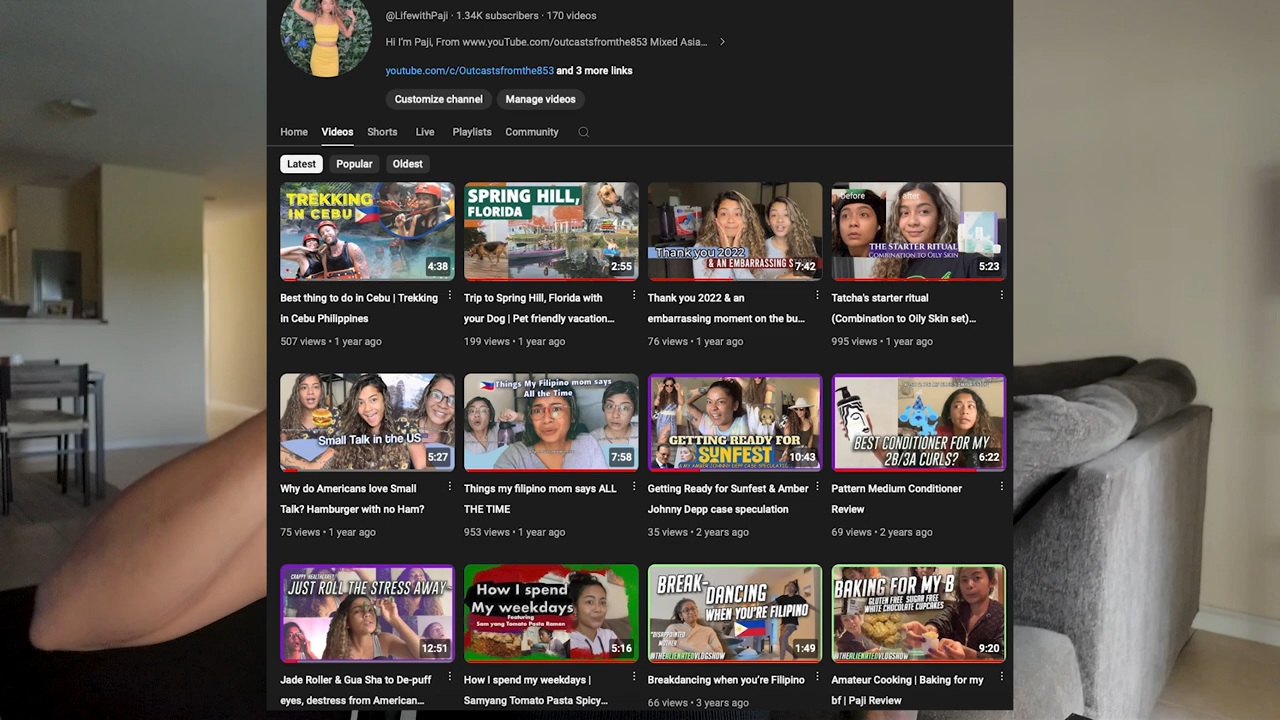 @LifewithPaji · 1.34K subscribers · 170 videos
Hi I'm Paji, From www.youTube.com/outcastsfromthe853 Mixed Asia...
youtube.com/c/Outcastsfromthe853 and 3 more links
Customize channel Manage videos
Home Videos Shorts Live Playlists Community
Latest Popular Oldest
TREKKING
IN CEBU
4:38
SPRING HILL,
FLORIDA
2:55
Thank you 2022
& AN EMBARRASSING
7:42
before after
THE STARTER RITUAL
COMBINATION TO OILY SKIN
5:23
Best thing to do in Cebu | Trekking
in Cebu Philippines
507 views • 1 year ago
Trip to Spring Hill, Florida with
your Dog | Pet friendly vacation...
199 views • 1 year ago
Thank you 2022 & an
embarrassing moment on the bu...
76 views • 1 year ago
Tatcha's starter ritual
(Combination to Oily Skin set)...
995 views • 1 year ago
Small Talk in the US
5:27
Things My Filipino mom says
All the Time
7:58
GETTING READY FOR
SUNFEST
10:43
BEST CONDITIONER FOR MY
2B/3A CURLS?
6:22
Why do Americans love Small
Talk? Hamburger with no Ham?
75 views • 1 year ago
Things my filipino mom says ALL
THE TIME
953 views • 1 year ago
Getting Ready for Sunfest & Amber
Johnny Depp case speculation
35 views • 2 years ago
Pattern Medium Conditioner
Review
69 views • 2 years ago
JUST ROLL THE STRESS AWAY
12:51
How I spend
My weekdays
Featuring
Sam yang Tomato Pasta Ramen
5:16
BREAK-
DANCING
WHEN YOU'RE FILIPINO
*DISAPPOINTED
MOTHER
#THEALIENATEDVLOGSHOW
1:49
BAKING FOR MY B
GLUTEN FREE SUGAR FREE
WHITE CHOCOLATE CUPCAKES
#THEALIENATEDVLOGSHOW
9:20
Jade Roller & Gua Sha to De-puff
eyes, destress from American...
How I spend my weekdays |
Samyang Tomato Pasta Spicy...
Breakdancing when you're Filipino
66 views • 3 years ago
Amateur Cooking | Baking for my
bf | Paji Review